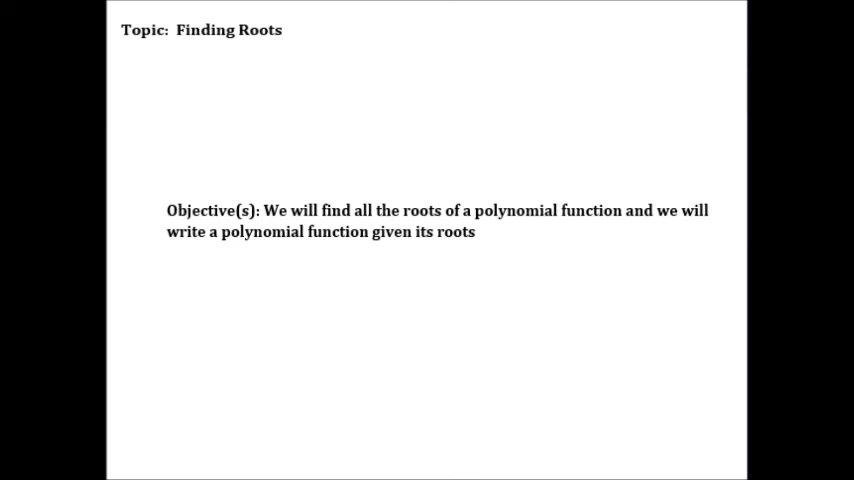 Topic:  Finding Roots
Objective(s): We will find all the roots of a polynomial function and we will
write a polynomial function given its roots